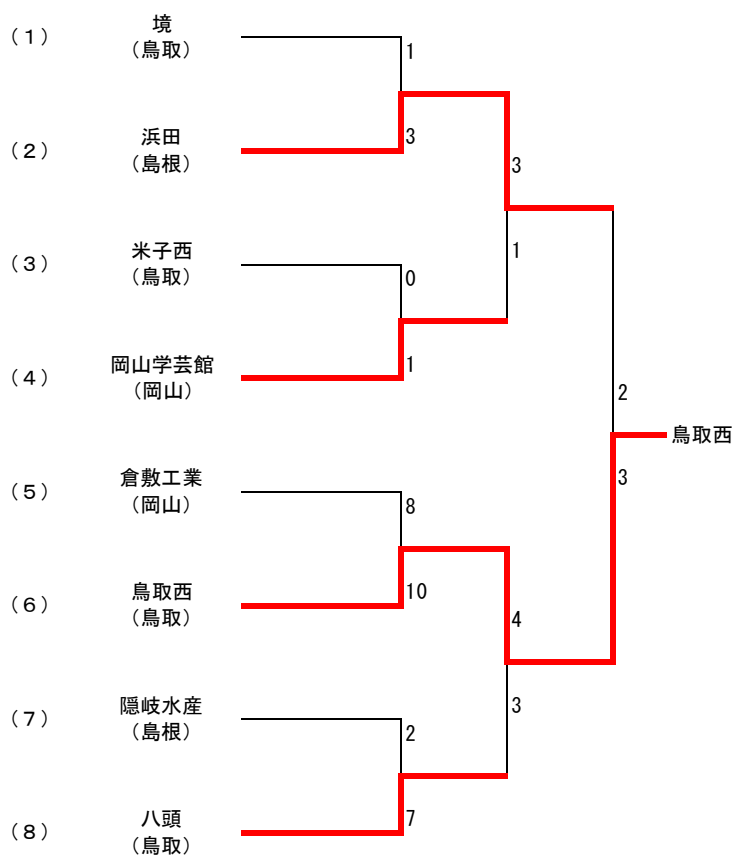 （１）
境
（鳥取）
1
（２）
浜田
（島根）
3
3
（３）
米子西
（鳥取）
0
1
（４）
岡山学芸館
（岡山）
1
2
鳥取西
（５）
倉敷工業
（岡山）
8
3
（６）
鳥取西
（鳥取）
10
4
（７）
隠岐水産
（島根）
2
3
（８）
八頭
（鳥取）
7